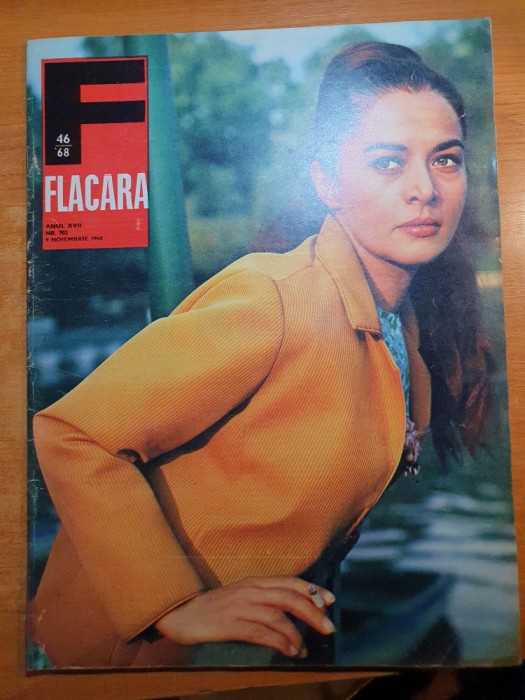 F
46
68
FLACARA
ANUL XVII
NR. 702
9 NOIEMBRIE 1968